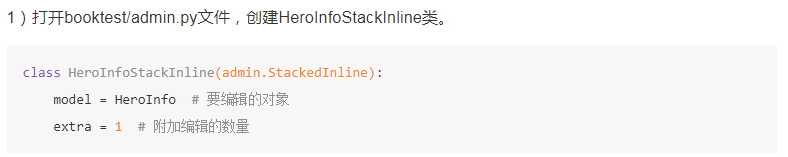 1）打开booktest/admin.py文件，创建HeroInfoStackInline类。
class HeroInfoStackInline(admin.StackedInline):
    model = HeroInfo  # 要编辑的对象
    extra = 1  # 附加编辑的数量